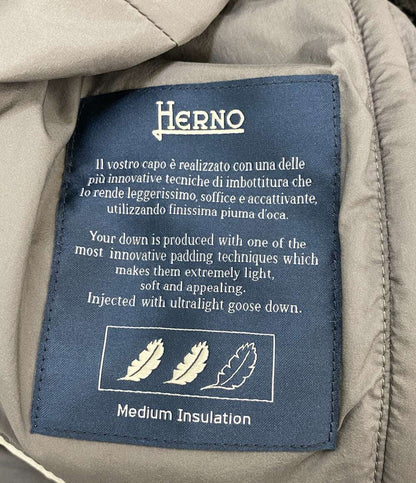 HERNO
Il vostro capo è realizzato con una delle
più innovative tecniche di imbottitura che
lo rende leggerissimo, soffice e accattivante,
utilizzando finissima piuma d'oca.
Your down is produced with one of the
most innovative padding techniques which
makes them extremely light,
soft and appealing.
Injected with ultralight goose down.
Medium Insulation